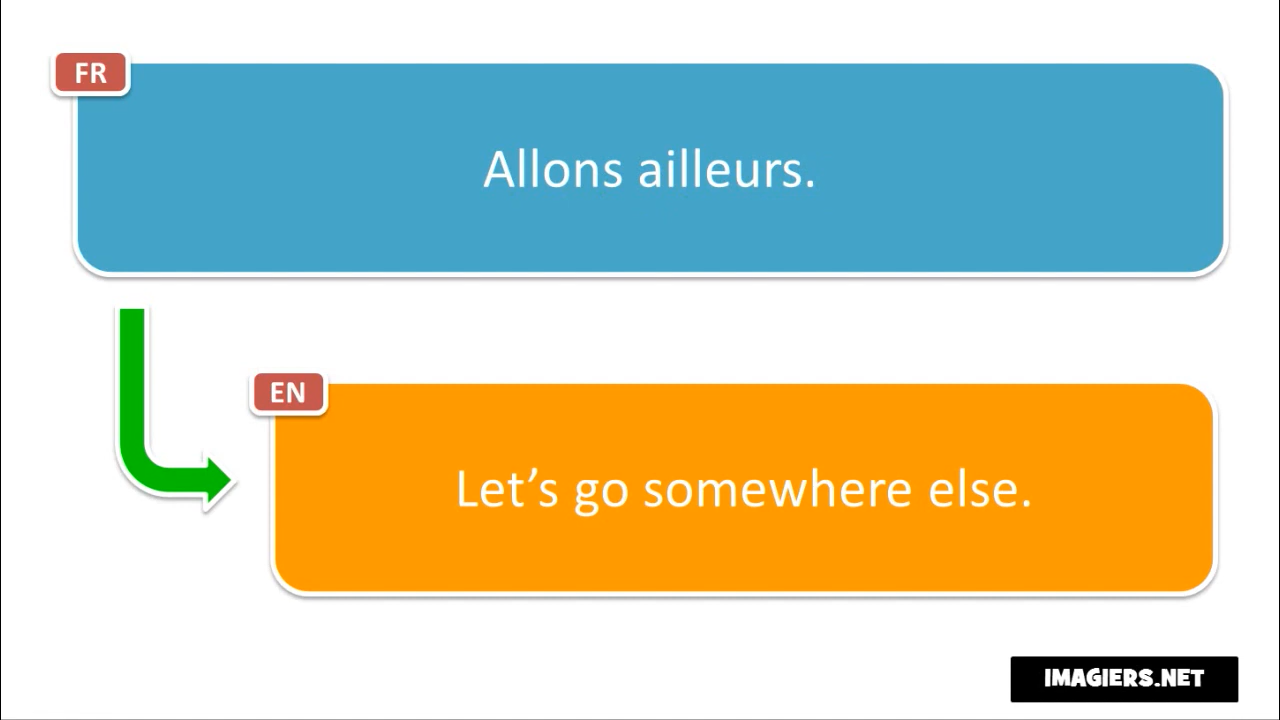 FR
Allons ailleurs.
EN
Let’s go somewhere else.
IMAGIERS.NET